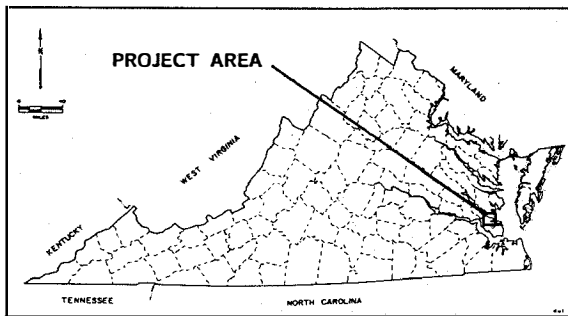 N
PROJECT AREA
MARYLAND
MILES
WEST VIRGINIA
KENTUCKY
TENNESSEE
NORTH CAROLINA